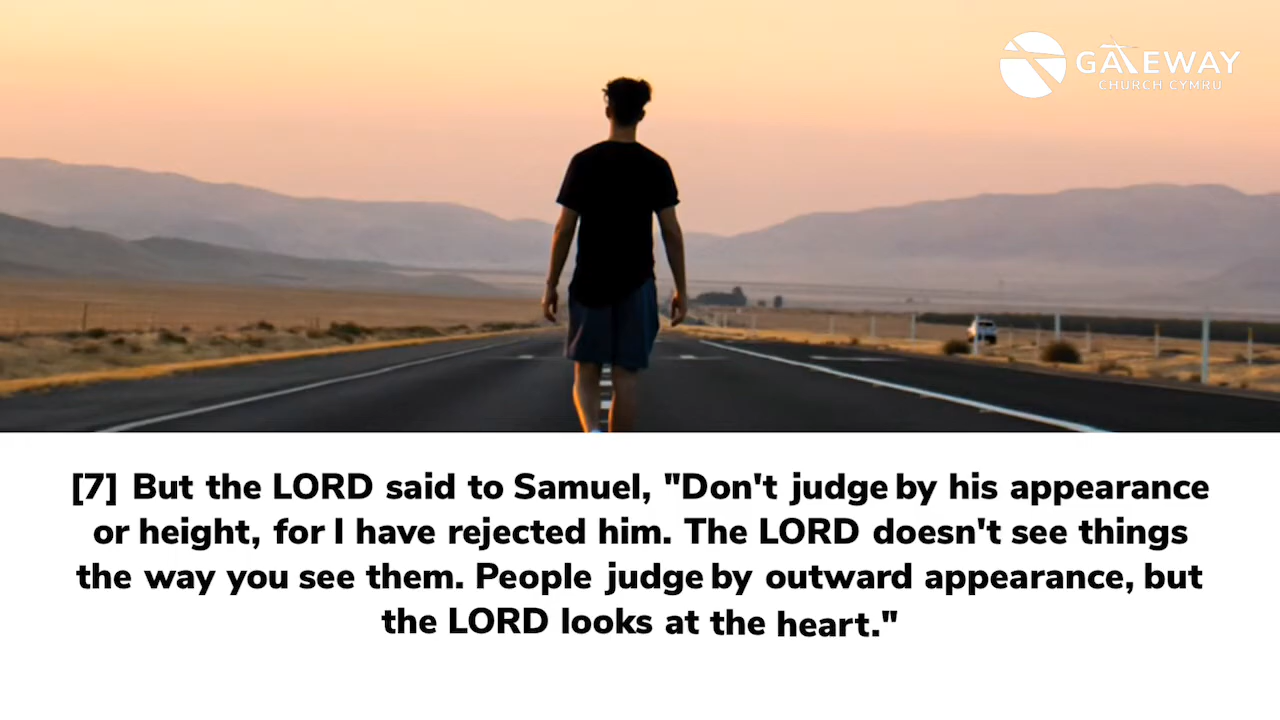 GATEWAY
CHURCH CYMRU
[7] But the LORD said to Samuel, "Don't judge by his appearance
or height, for I have rejected him. The LORD doesn't see things
the way you see them. People judge by outward appearance, but
the LORD looks at the heart."